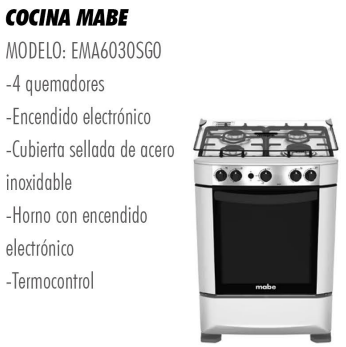 COCINA MABE
MODELO: EMA6030SG0
-4 quemadores
-Encendido electrónico
-Cubierta sellada de acero
inoxidable
-Horno con encendido
electrónico
-Termocontrol
mabe